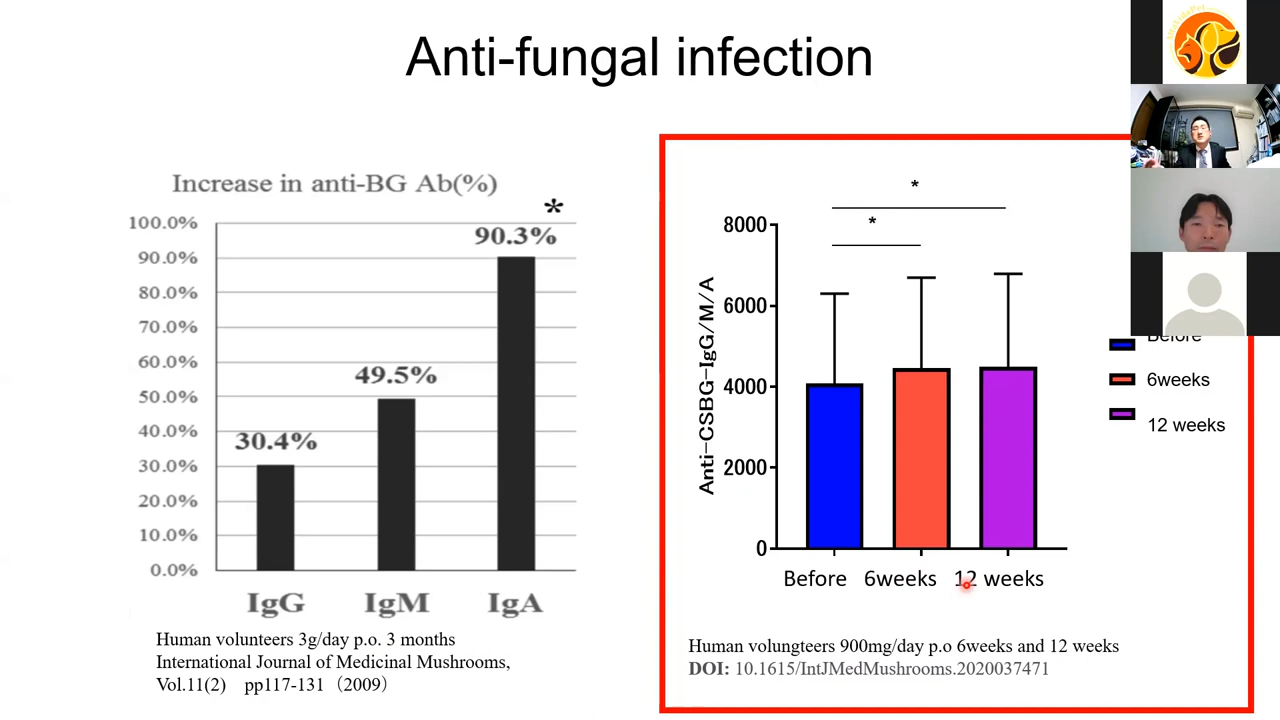 Anti-fungal infection
Increase in anti-BG Ab(%)
*
100.0%
90.0%
80.0%
70.0%
60.0%
50.0%
40.0%
30.0%
20.0%
10.0%
0.0%
30.4%
49.5%
90.3%
IgG IgM IgA
Human volunteers 3g/day p.o. 3 months
International Journal of Medicinal Mushrooms,
Vol.11(2) pp117-131（2009）
*
*
Anti-CSBG-IgG/M/A
8000
6000
4000
2000
0
Before 6weeks 12 weeks
Before
6weeks
12 weeks
Human volungteers 900mg/day p.o 6weeks and 12 weeks
DOI: 10.1615/IntJMedMushrooms.2020037471